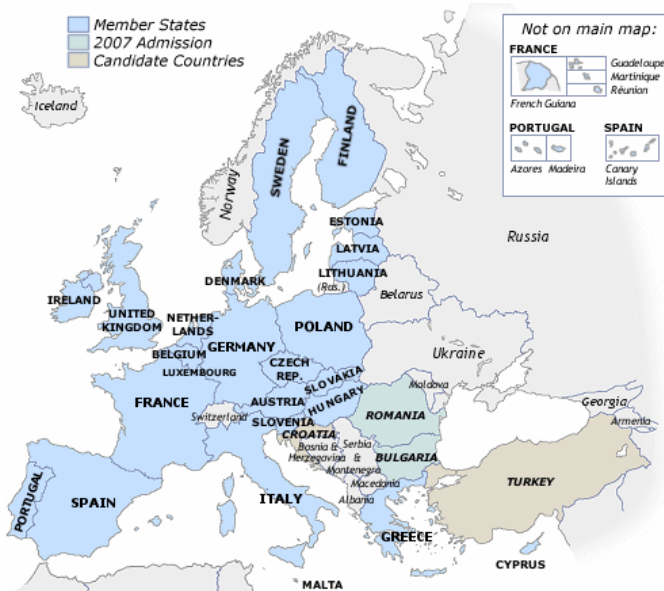 Member States
2007 Admission
Candidate Countries
Not on main map:
FRANCE
Guadeloupe
Martinique
Réunion
French Guiana
PORTUGAL
SPAIN
Azores
Madeira
Canary
Islands
Iceland
Norway
SWEDEN
FINLAND
Russia
ESTONIA
LATVIA
LITHUANIA
(Rus.)
DENMARK
Belarus
IRELAND
UNITED
KINGDOM
NETHER-
LANDS
POLAND
GERMANY
BELGIUM
LUXEMBOURG
CZECH
REP.
SLOVAKIA
Ukraine
Moldova
FRANCE
Switzerland
AUSTRIA
HUNGARY
SLOVENIA
CROATIA
ROMANIA
Georgia
Armenia
Bosnia &
Herzegovina
Serbia
&
Montenegro
BULGARIA
Macedonia
Albania
PORTUGAL
SPAIN
ITALY
TURKEY
GREECE
CYPRUS
MALTA